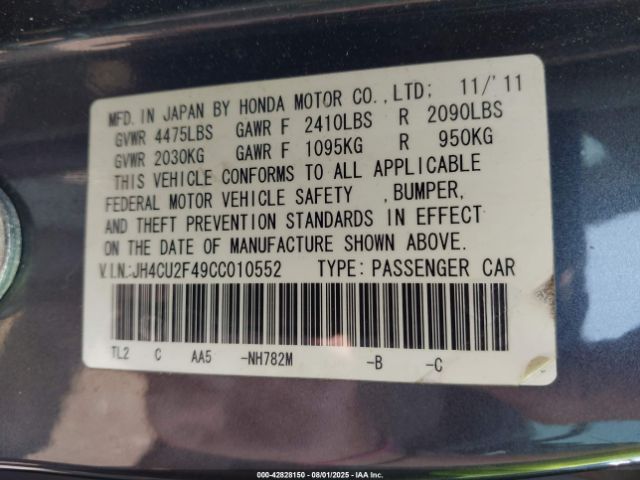 MFD. IN JAPAN BY HONDA MOTOR CO., LTD; 11/'11
GVWR 4475LBS GAWR F 2410LBS R 2090LBS
GVWR 2030KG GAWR F 1095KG R 950KG
THIS VEHICLE CONFORMS TO ALL APPLICABLE
FEDERAL MOTOR VEHICLE SAFETY , BUMPER,
AND THEFT PREVENTION STANDARDS IN EFFECT
ON THE DATE OF MANUFACTURE SHOWN ABOVE.
V.I.N.:JH4CU2F49CC010552 TYPE: PASSENGER CAR
TL2 C AA5 -NH782M -B -C
000-42828150 - 08/01/2025 - IAA Inc.